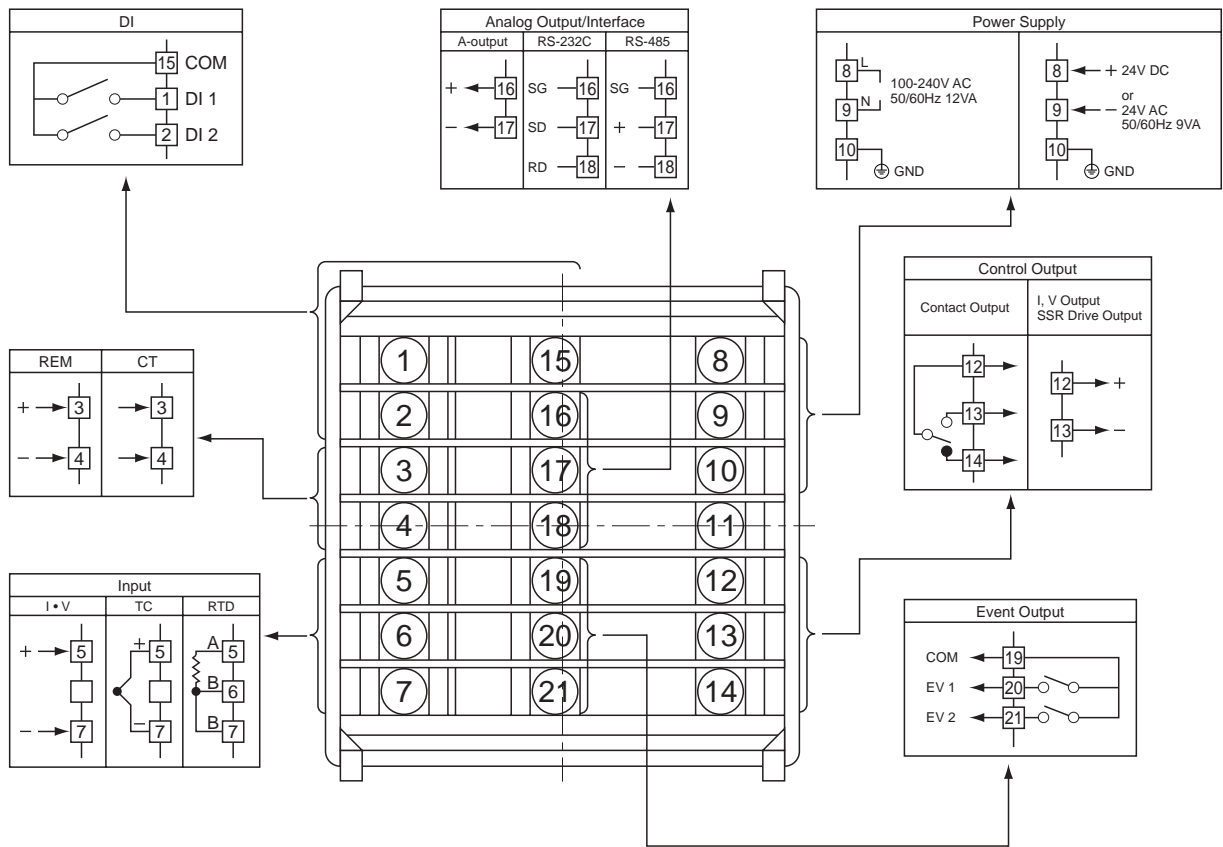 DI
15 COM
1 DI 1
2 DI 2
Analog Output/Interface
A-output RS-232C RS-485
+ 16 SG 16 SG 16
− 17 SD 17 + 17
RD 18 − 18
Power Supply
8 L
100-240V AC
50/60Hz 12VA
9 N
10
GND
8 + 24V DC
or
9 − 24V AC
50/60Hz 9VA
10
GND
REM CT
+ 3 3
− 4 4
Input
I • V TC RTD
+ 5 + 5 A 5
B 6
− 7 − 7 B 7
1 15 8
2 16 9
3 17 10
4 18 11
5 19 12
6 20 13
7 21 14
Control Output
Contact Output
I, V Output
SSR Drive Output
12
13
14
12 +
13 −
Event Output
COM 19
EV 1 20
EV 2 21